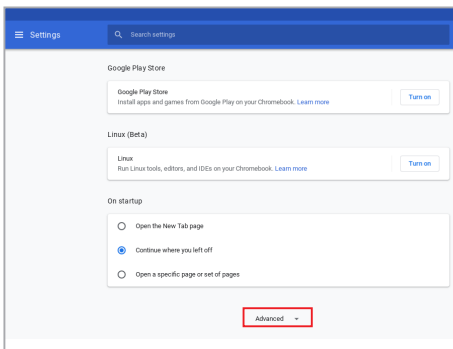 Settings
Search settings
Google Play Store
Google Play Store
Install apps and games from Google Play on your Chromebook. Learn more
Turn on
Linux (Beta)
Linux
Run Linux tools, editors, and IDEs on your Chromebook. Learn more
Turn on
On startup
Open the New Tab page
Continue where you left off
Open a specific page or set of pages
Advanced